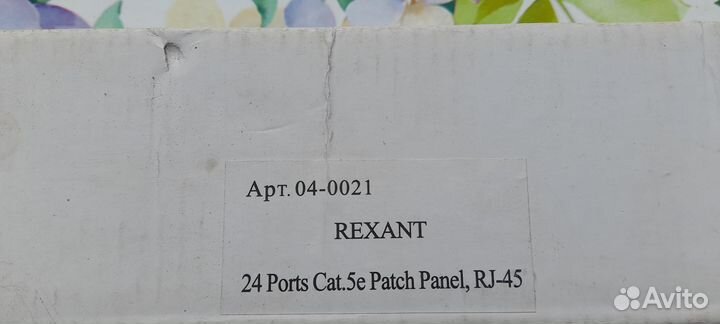 Арт. 04-0021
REXANT
24 Ports Cat.5e Patch Panel, RJ-45
Avito